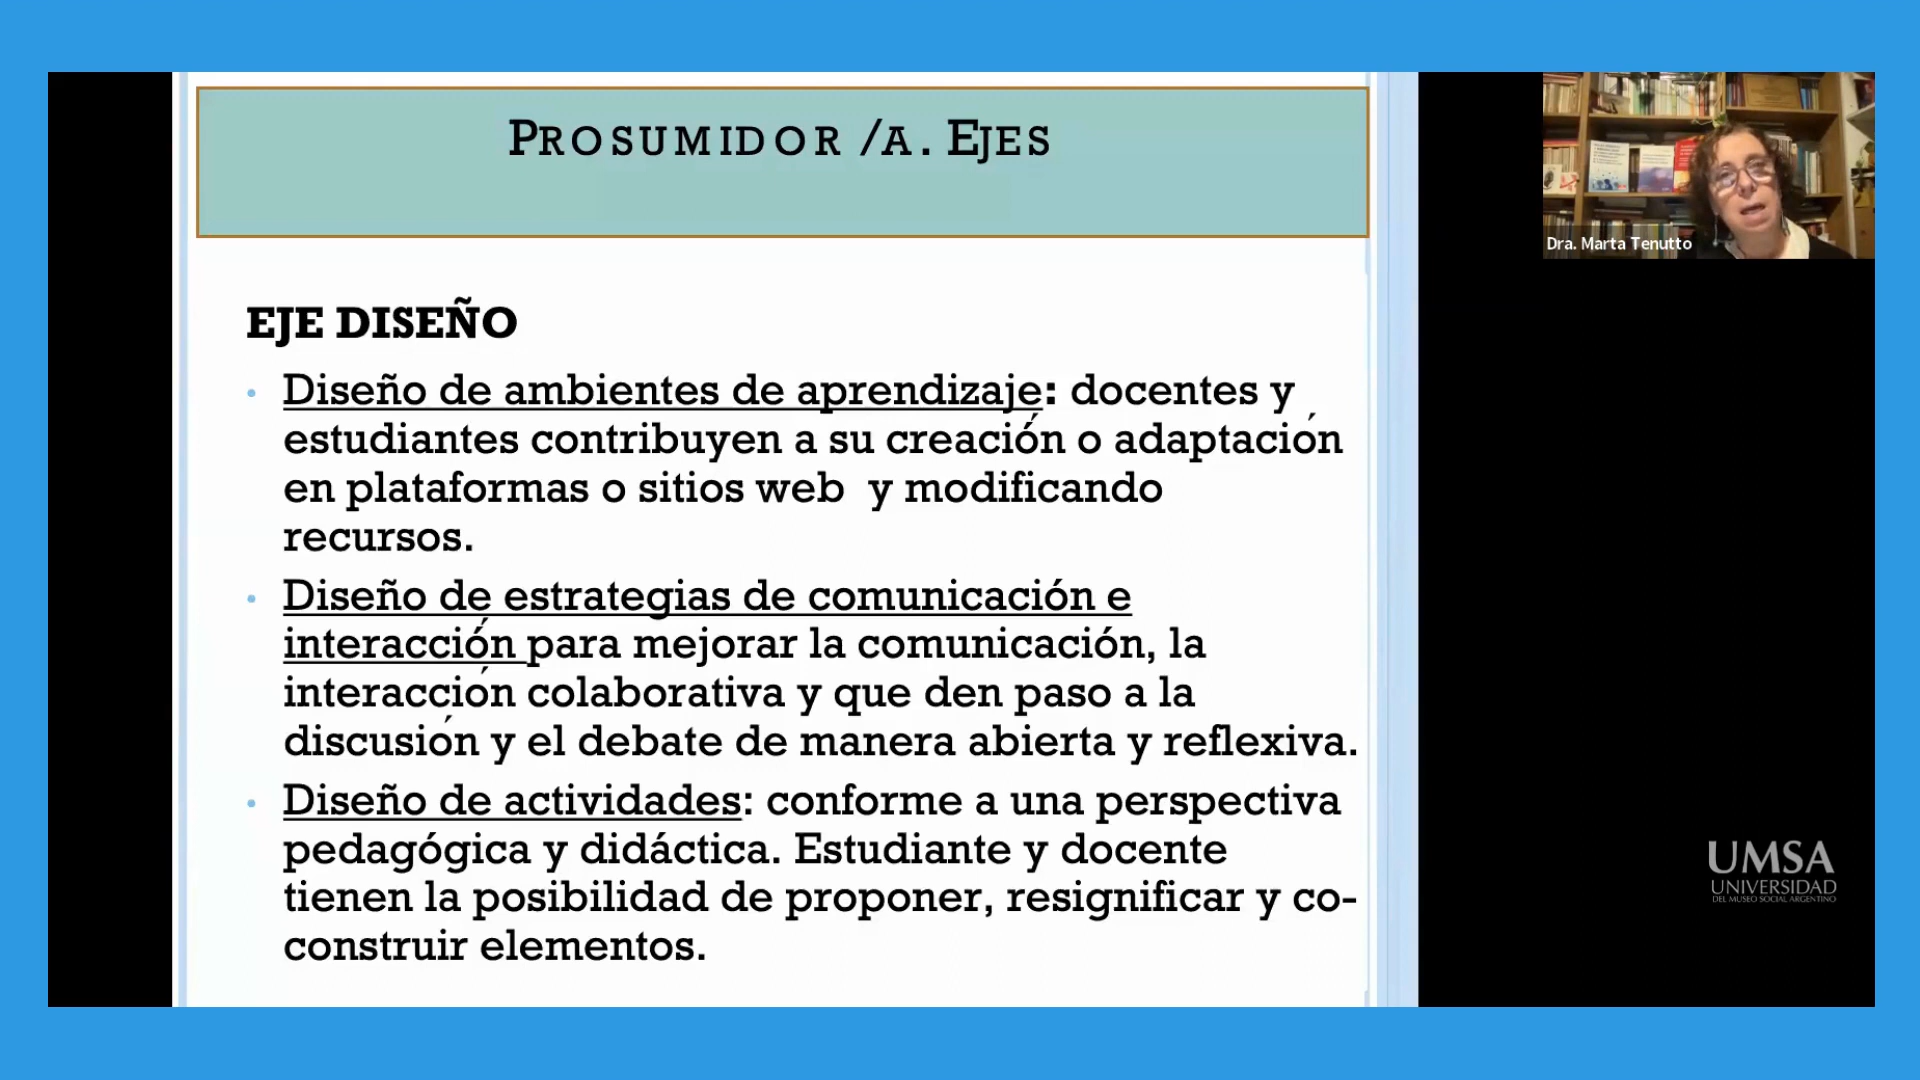 PROSUMIDOR /A. EJES
EJE DISEÑO
• Diseño de ambientes de aprendizaje: docentes y
estudiantes contribuyen a su creación o adaptación
en plataformas o sitios web y modificando
recursos.
• Diseño de estrategias de comunicación e
interacción para mejorar la comunicación, la
interacción colaborativa y que den paso a la
discusión y el debate de manera abierta y reflexiva.
• Diseño de actividades: conforme a una perspectiva
pedagógica y didáctica. Estudiante y docente
tienen la posibilidad de proponer, resignificar y co-
construir elementos.
Dra. Marta Tenutto
UMSA
UNIVERSIDAD
DEL MUSEO SOCIAL ARGENTINO